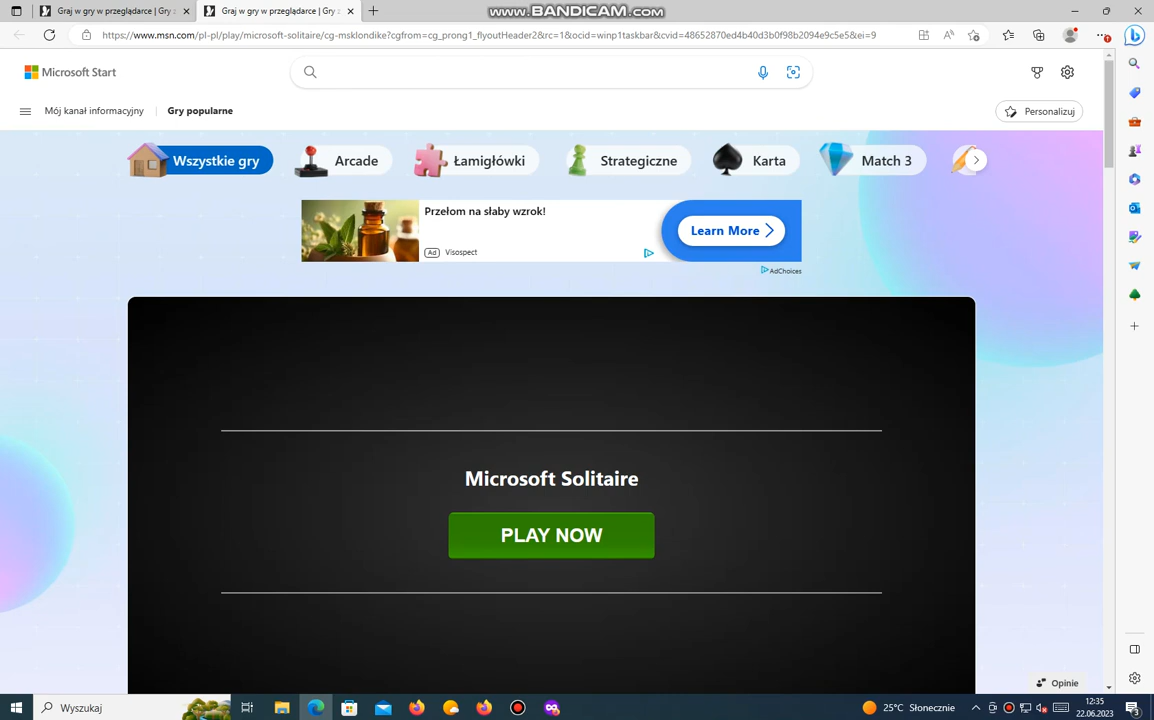 www.BANDICAM.com
Graj w gry w przeglądarce | Gry z
Graj w gry w przeglądarce | Gry z
https://www.msn.com/pl-pl/play/microsoft-solitaire/cg-msklondike?cgfrom=cg_prong1_flyoutHeader2&rc=1&ocid=winp1taskbar&cvid=48652870ed4b40d3b0f98b2094e9c5e5&ei=9
Microsoft Start
Mój kanał informacyjny
Gry popularne
Personalizuj
Wszystkie gry
Arcade
Łamigłówki
Strategiczne
Karta
Match 3
Przełom na słaby wzrok!
Learn More
Ad Visospect
AdChoices
Microsoft Solitaire
PLAY NOW
Opinie
Wyszukaj
25°C Słonecznie
12:35
22.06.2023
3